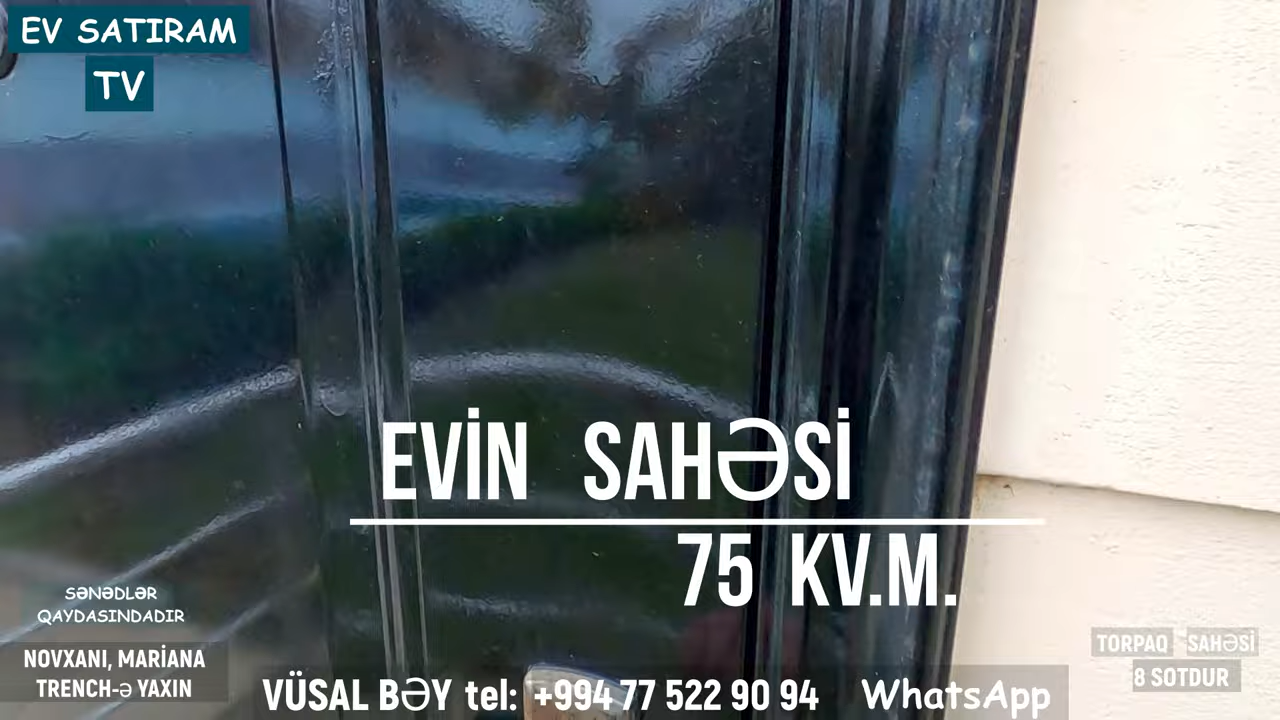 EV SATIRAM
TV
EVİN SAHƏSİ
75 KV.M.
SƏNƏDLƏR
QAYDASINDADIR
NOVXANI, MARİANA
TRENCH-Ə YAXIN
VÜSAL BƏY tel: +994 77 522 90 94 WhatsApp
TORPAQ SAHƏSİ
8 SOTDUR